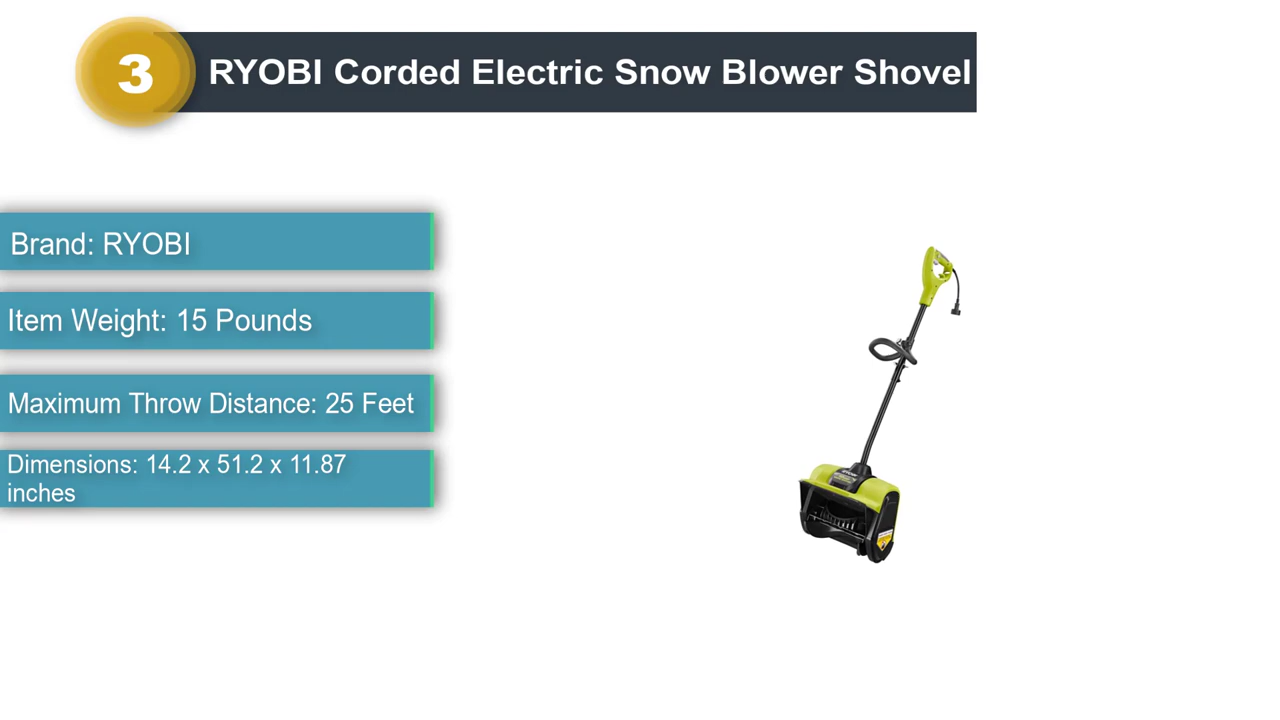 3
RYOBI Corded Electric Snow Blower Shovel
Brand: RYOBI
Item Weight: 15 Pounds
Maximum Throw Distance: 25 Feet
Dimensions: 14.2 x 51.2 x 11.87
inches